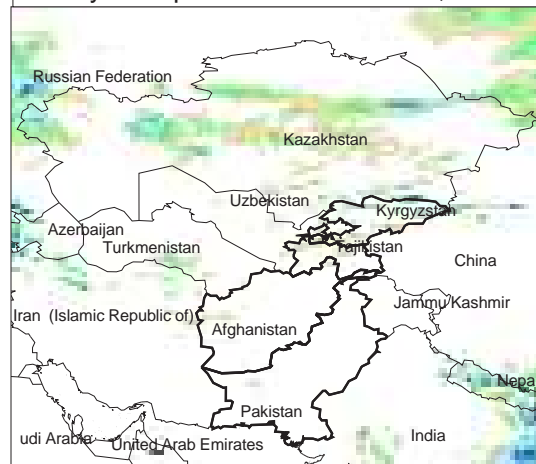 Russian Federation
Kazakhstan
Uzbekistan
Kyrgyzstan
Azerbaijan
Turkmenistan
Tajikistan
China
Jammu Kashmir
Iran (Islamic Republic of)
Afghanistan
Nepa
Pakistan
India
udi Arabia
United Arab Emirates